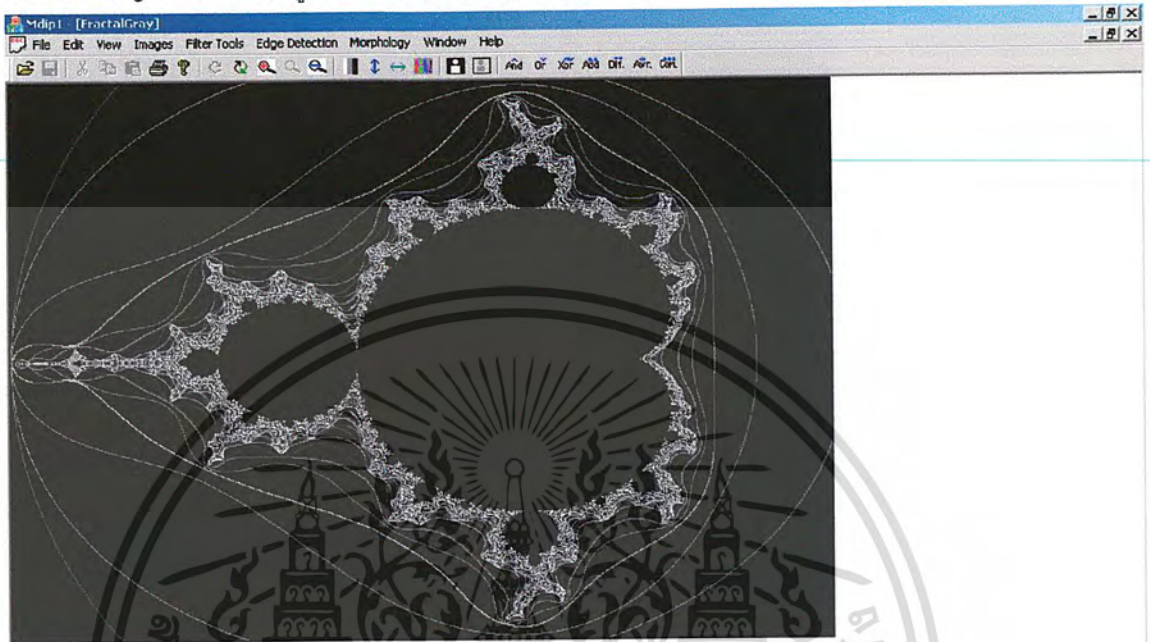 Mdip1 - [FractalGray]
File Edit View Images Filter Tools Edge Detection Morphology Window Help
And Or Xor Add Dif. Avr. Cont.